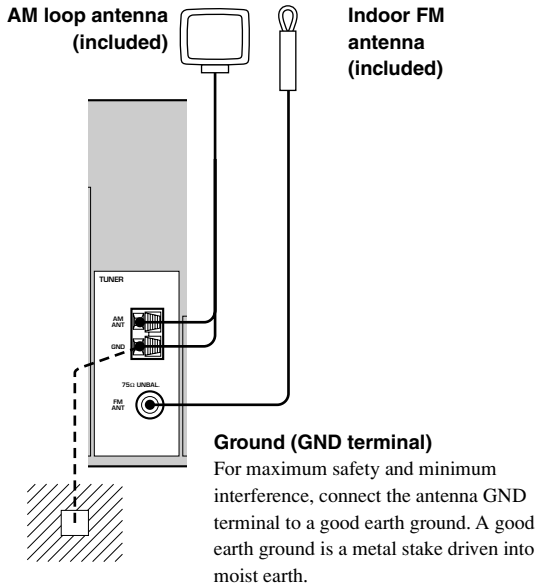 AM loop antenna
(included)
Indoor FM
antenna
(included)
TUNER
AM
ANT
GND
75Ω UNBAL.
FM
ANT
Ground (GND terminal)
For maximum safety and minimum
interference, connect the antenna GND
terminal to a good earth ground. A good
earth ground is a metal stake driven into
moist earth.